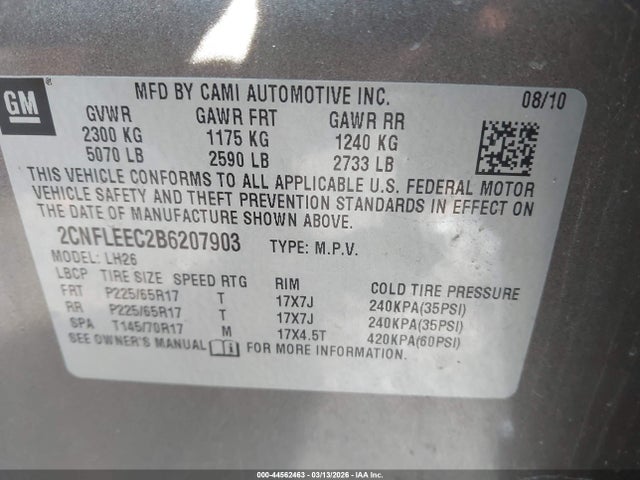 GM
MFD BY CAMI AUTOMOTIVE INC. 08/10
GVWR GAWR FRT GAWR RR
2300 KG 1175 KG 1240 KG
5070 LB 2590 LB 2733 LB
THIS VEHICLE CONFORMS TO ALL APPLICABLE U.S. FEDERAL MOTOR
VEHICLE SAFETY AND THEFT PREVENTION STANDARDS IN EFFECT ON
THE DATE OF MANUFACTURE SHOWN ABOVE.
2CNFLEEC2B6207903 TYPE: M.P.V.
MODEL: LH26
LBCP TIRE SIZE SPEED RTG RIM COLD TIRE PRESSURE
FRT P225/65R17 T 17X7J 240KPA(35PSI)
RR P225/65R17 T 17X7J 240KPA(35PSI)
SPA T145/70R17 M 17X4.5T 420KPA(60PSI)
SEE OWNER'S MANUAL FOR MORE INFORMATION.
000-44562463 - 03/13/2026 - IAA, Inc.